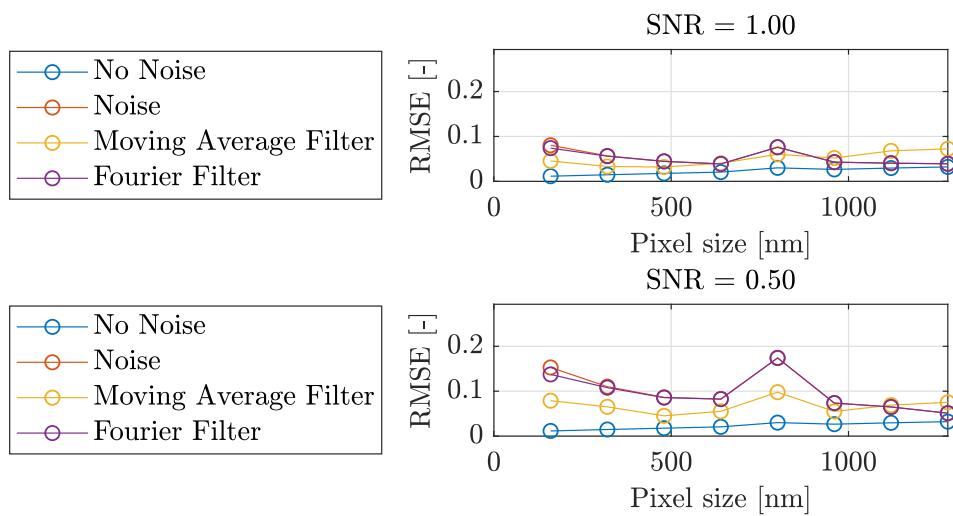 SNR = 1.00
No Noise
Noise
Moving Average Filter
Fourier Filter
RMSE [-]
0.2
0.1
0
0 500 1000
Pixel size [nm]
SNR = 0.50
No Noise
Noise
Moving Average Filter
Fourier Filter
RMSE [-]
0.2
0.1
0
0 500 1000
Pixel size [nm]